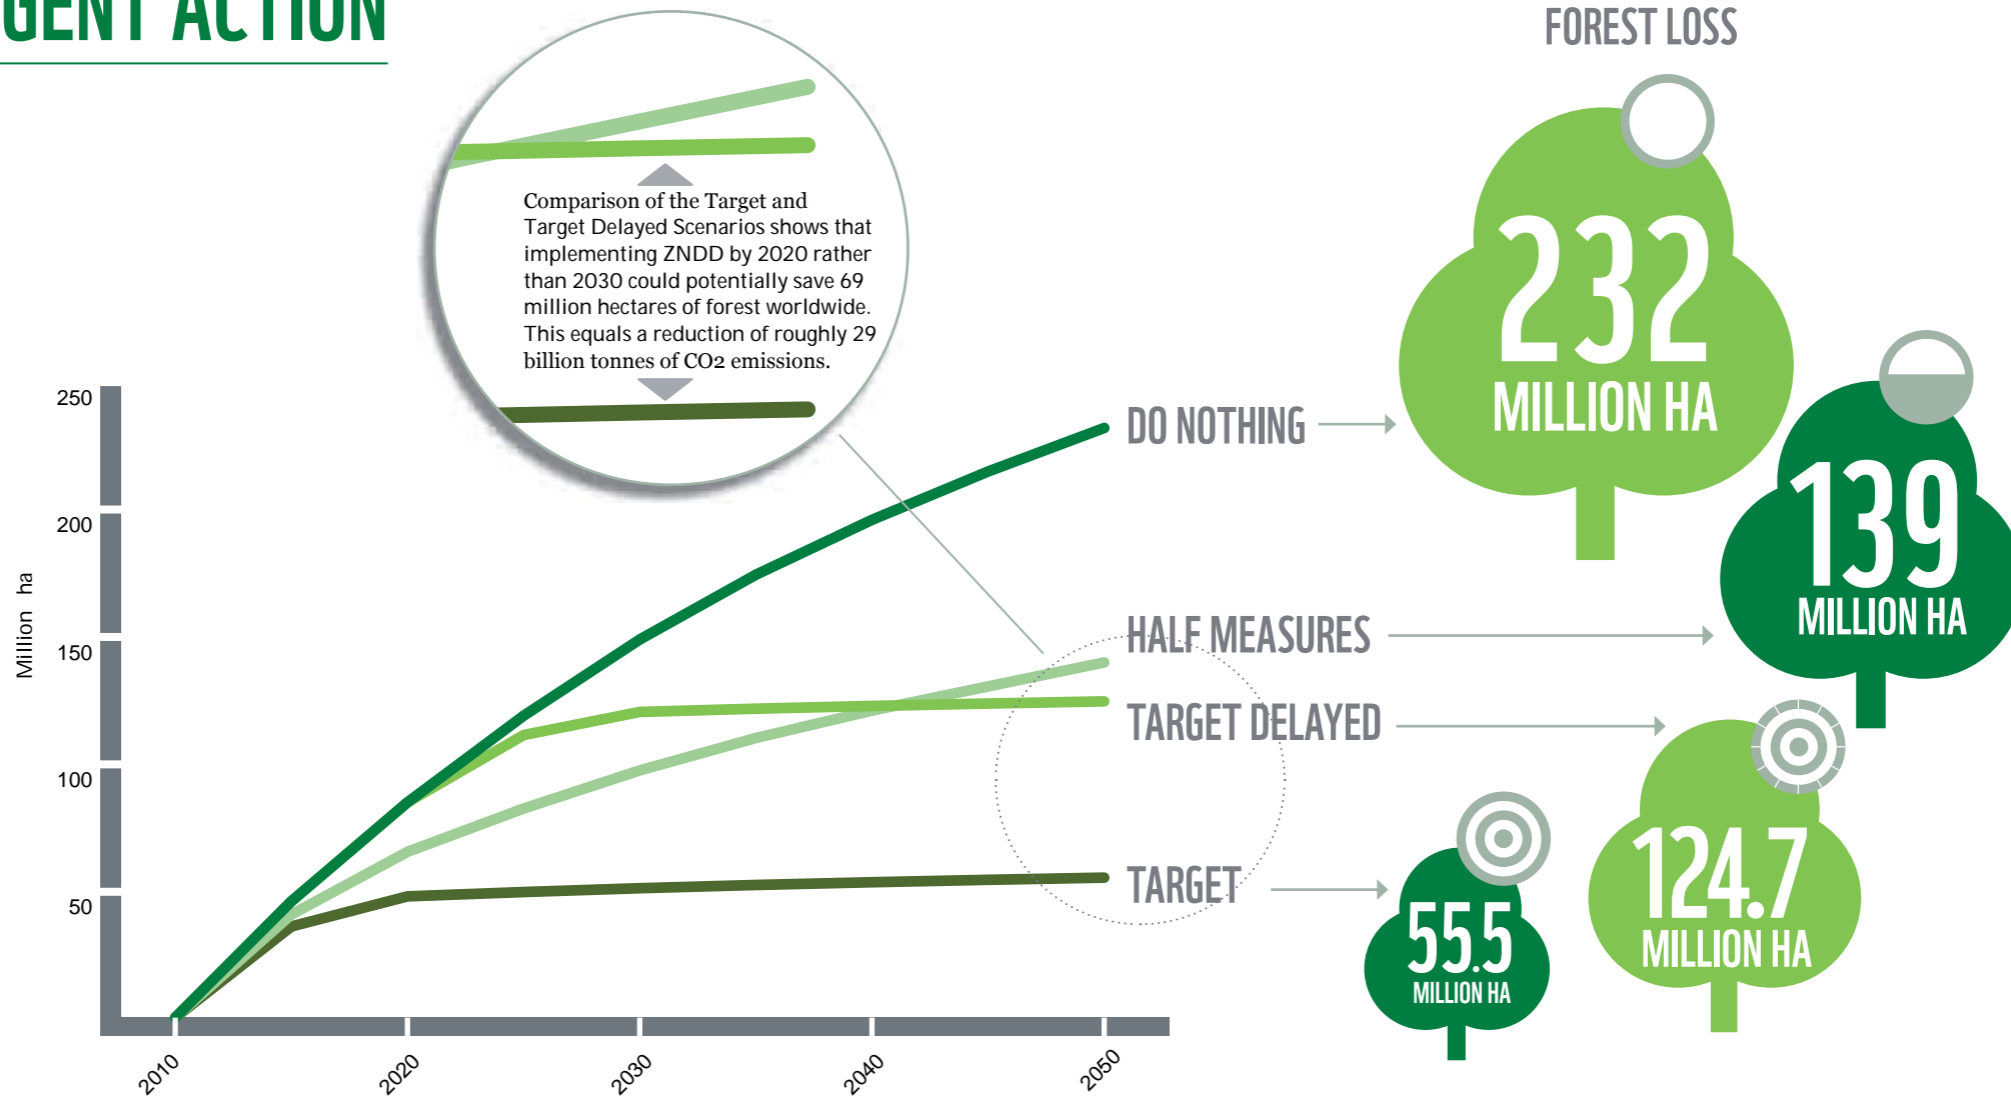 GENT ACTION
FOREST LOSS
Comparison of the Target and
Target Delayed Scenarios shows that
implementing ZNDD by 2020 rather
than 2030 could potentially save 69
million hectares of forest worldwide.
This equals a reduction of roughly 29
billion tonnes of CO2 emissions.
232
MILLION HA
139
MILLION HA
124.7
MILLION HA
55.5
MILLION HA
DO NOTHING
HALF MEASURES
TARGET DELAYED
TARGET
Million ha
250
200
150
100
50
2010
2020
2030
2040
2050